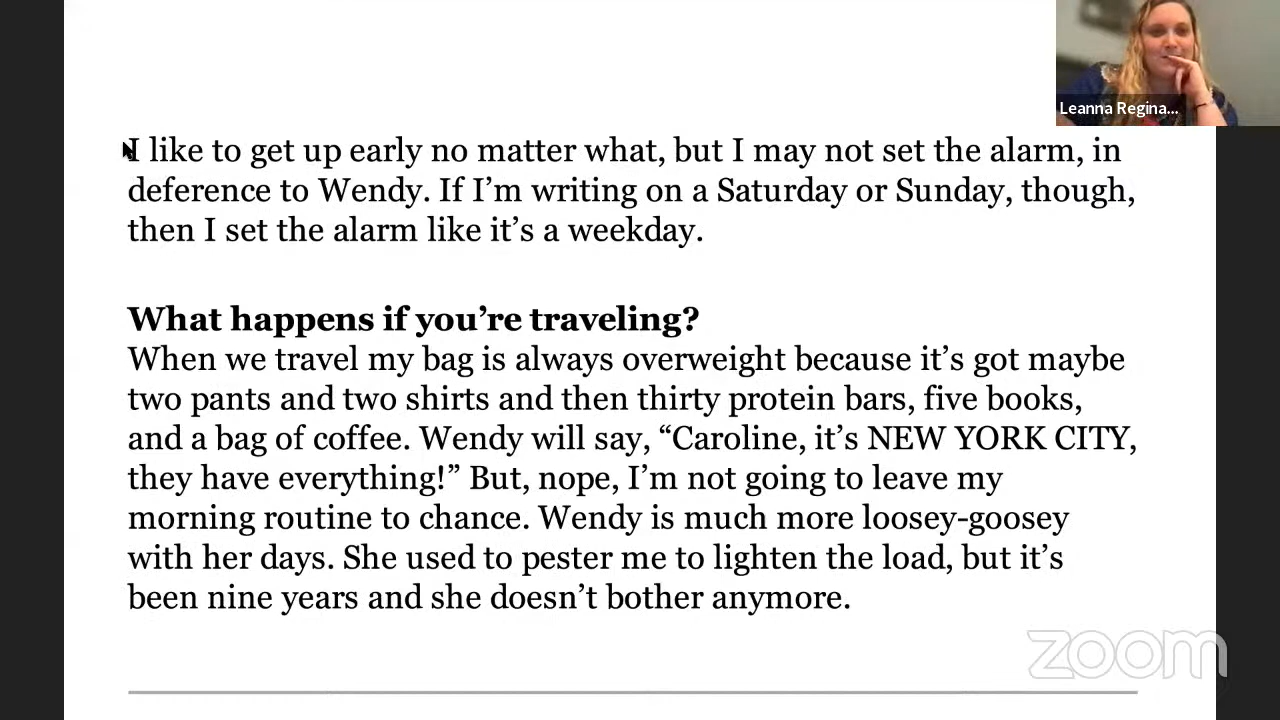 Leanna Regina...
I like to get up early no matter what, but I may not set the alarm, in
deference to Wendy. If I’m writing on a Saturday or Sunday, though,
then I set the alarm like it’s a weekday.
What happens if you’re traveling?
When we travel my bag is always overweight because it’s got maybe
two pants and two shirts and then thirty protein bars, five books,
and a bag of coffee. Wendy will say, “Caroline, it’s NEW YORK CITY,
they have everything!” But, nope, I’m not going to leave my
morning routine to chance. Wendy is much more loosey-goosey
with her days. She used to pester me to lighten the load, but it’s
been nine years and she doesn’t bother anymore.
zoom